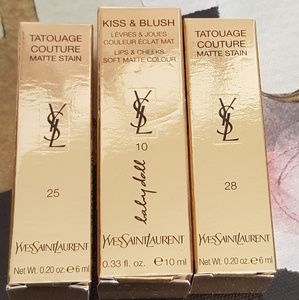 TATOUAGE
COUTURE
MATTE STAIN
YSL
25
YVESSAINTLAURENT
Net Wt. 0.20 oz. e 6 ml
KISS & BLUSH
LÈVRES & JOUES
COULEUR ÉCLAT MAT
LIPS & CHEEKS
SOFT MATTE COLOUR
YSL
10
baby doll
YVESSAINTLAURENT
0.33 fl. oz. e 10 ml
TATOUAGE
COUTURE
MATTE STAIN
YSL
28
YVESSAINTLAURENT
Net Wt. 0.20 oz. e 6 ml